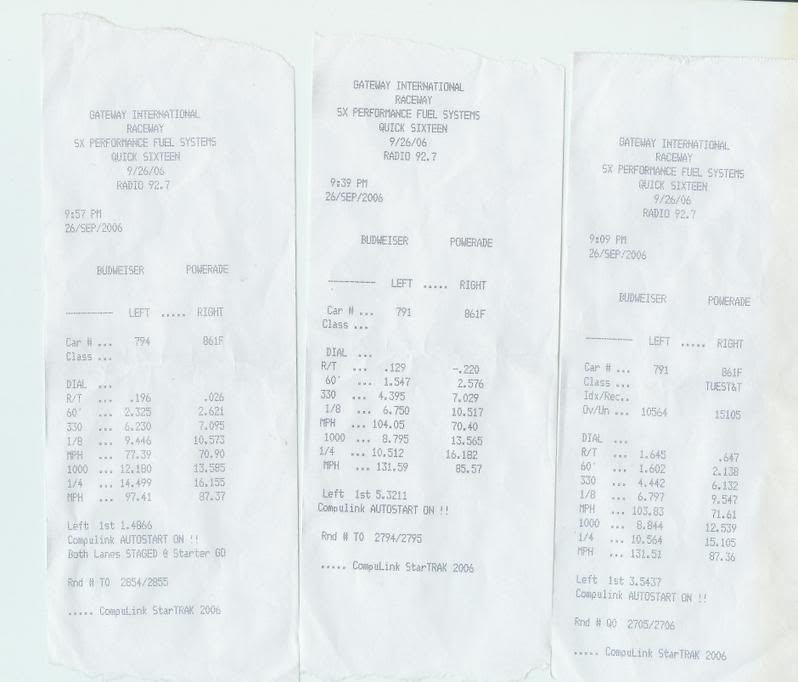 GATEWAY INTERNATIONAL
RACEWAY
SX PERFORMANCE FUEL SYSTEMS
QUICK SIXTEEN
9/26/06
RADIO 92.7
9:57 PM
26/SEP/2006
BUDWEISER POWERADE
------------ LEFT ..... RIGHT
Car # ... 794 861F
Class ...
DIAL ...
R/T ... .196 .026
60' ... 2.325 2.621
330 ... 6.230 7.095
1/8 ... 9.446 10.573
MPH ... 77.39 70.90
1000 ... 12.180 13.585
1/4 ... 14.499 16.155
MPH ... 97.41 87.37
Left 1st 1.4866
Compulink AUTOSTART ON !!
Both Lanes STAGED @ Starter GO
Rnd # T0 2854/2855
..... CompuLink StarTRAK 2006
GATEWAY INTERNATIONAL
RACEWAY
SX PERFORMANCE FUEL SYSTEMS
QUICK SIXTEEN
9/26/06
RADIO 92.7
9:39 PM
26/SEP/2006
BUDWEISER POWERADE
------------ LEFT ..... RIGHT
Car # ... 791 861F
Class ...
DIAL ...
R/T ... .129 -.220
60' ... 1.547 2.576
330 ... 4.395 7.029
1/8 ... 6.750 10.517
MPH ... 104.05 70.40
1000 ... 8.795 13.565
1/4 ... 10.512 16.182
MPH ... 131.59 85.57
Left 1st 5.3211
Compulink AUTOSTART ON !!
Rnd # T0 2794/2795
..... CompuLink StarTRAK 2006
GATEWAY INTERNATIONAL
RACEWAY
SX PERFORMANCE FUEL SYSTEMS
QUICK SIXTEEN
9/26/06
RADIO 92.7
9:09 PM
26/SEP/2006
BUDWEISER POWERADE
------------ LEFT ..... RIGHT
Car # ... 791 861F
Class ... TUEST&T
Idx/Rec..
Ov/Un ... 10564 15105
DIAL ...
R/T ... 1.645 .647
60' ... 1.602 2.138
330 ... 4.442 6.132
1/8 ... 6.797 9.547
MPH ... 103.83 71.61
1000 ... 8.844 12.539
1/4 ... 10.564 15.105
MPH ... 131.51 87.36
Left 1st 3.5437
Compulink AUTOSTART ON !!
Rnd # Q0 2705/2706
..... CompuLink StarTRAK 2006